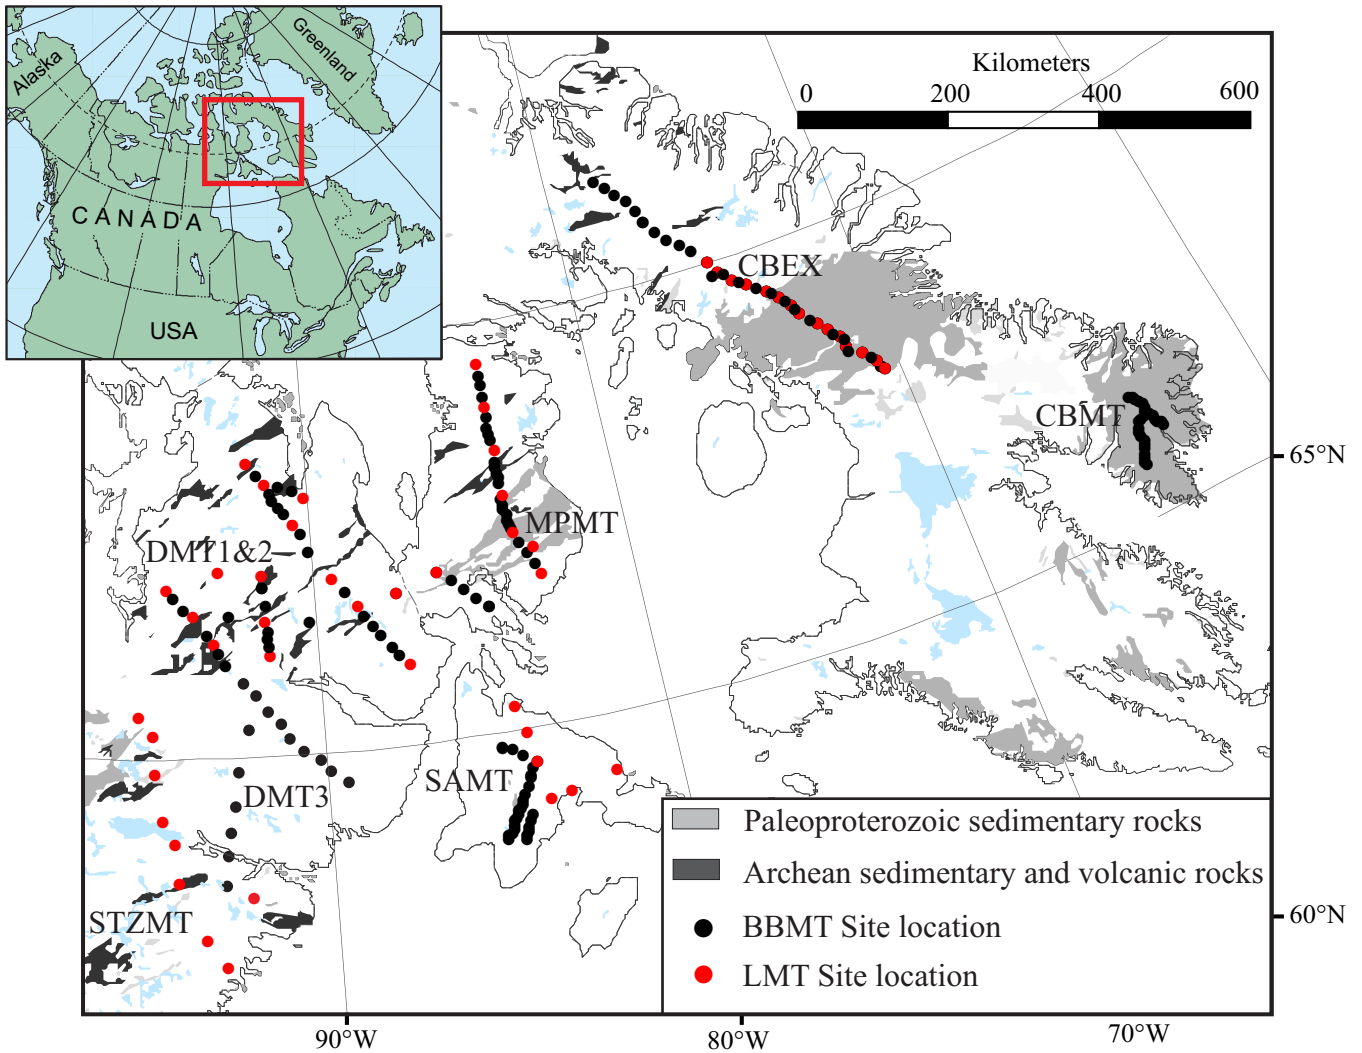 Alaska
Greenland
CANADA
USA
Kilometers
0 200 400 600
CBEX
CBMT
65°N
MPMT
DMT1&2
SAMT
DMT3
STZMT
60°N
Paleoproterozoic sedimentary rocks
Archean sedimentary and volcanic rocks
BBMT Site location
LMT Site location
90°W
80°W
70°W